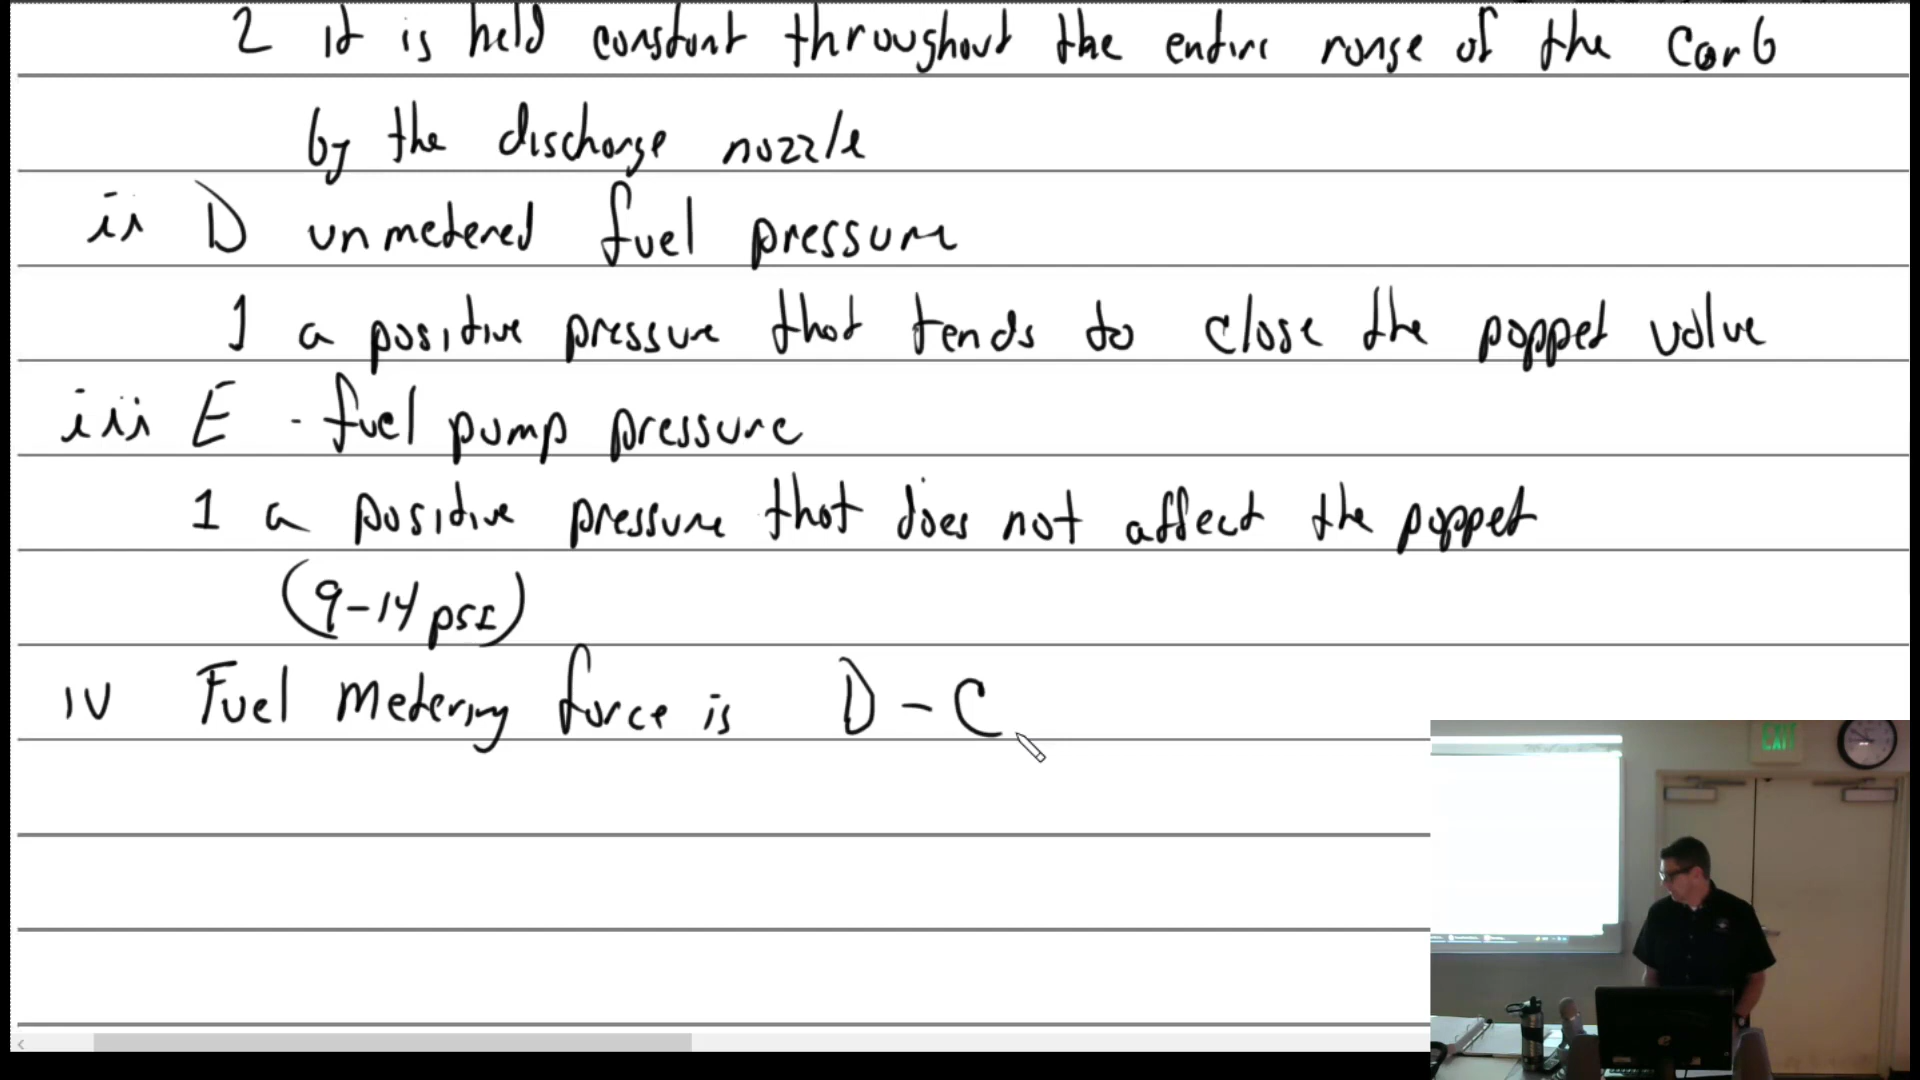 2 it is held constant throughout the entire range of the carb
by the discharge nozzle
ii D unmetered fuel pressure
1 a positive pressure that tends to close the poppet valve
iii E - fuel pump pressure
1 a positive pressure that does not affect the poppet
(9-14 psi)
iv Fuel Metering force is D - C
EXIT